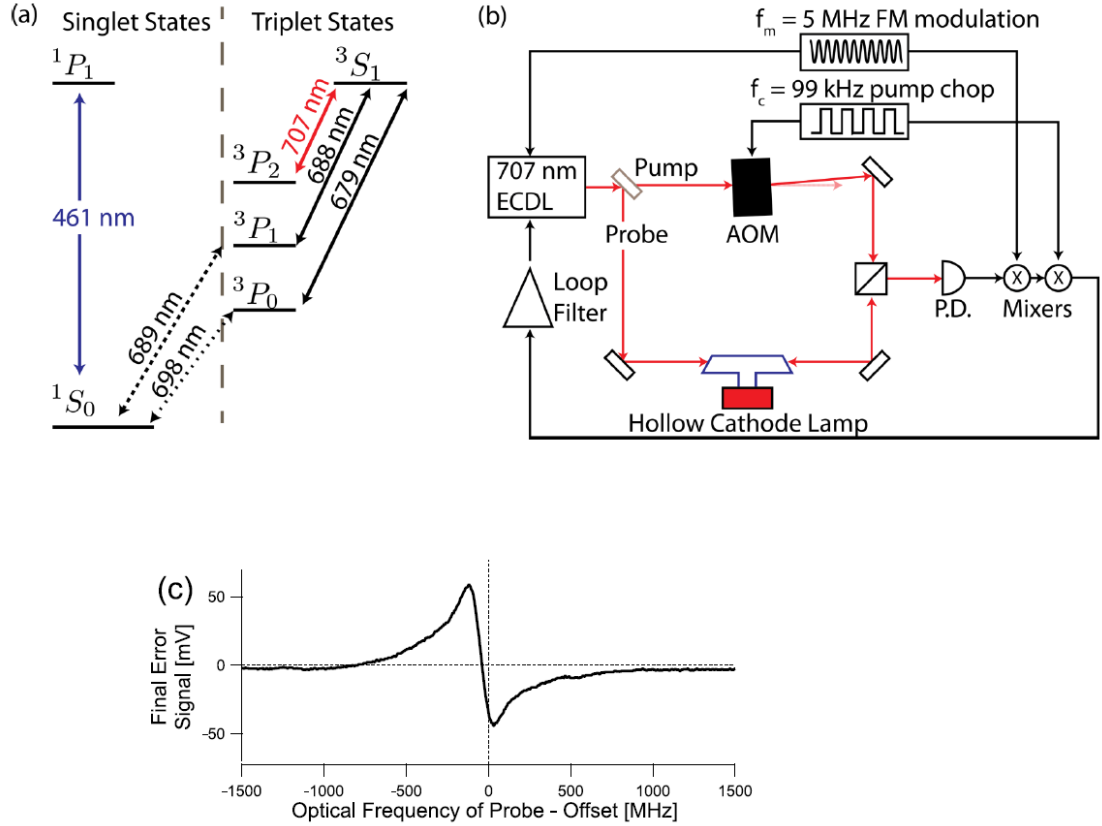 (a)
Singlet States
Triplet States
¹P₁
³S₁
707 nm
688 nm
679 nm
³P₂
461 nm
³P₁
³P₀
689 nm
698 nm
¹S₀
(b)
fₘ = 5 MHz FM modulation
f꜀ = 99 kHz pump chop
707 nm
ECDL
Pump
Probe
AOM
Loop
Filter
P.D.
X
X
Mixers
Hollow Cathode Lamp
(c)
Final Error
Signal [mV]
50
0
-50
-1500
-1000
-500
0
500
1000
1500
Optical Frequency of Probe - Offset [MHz]